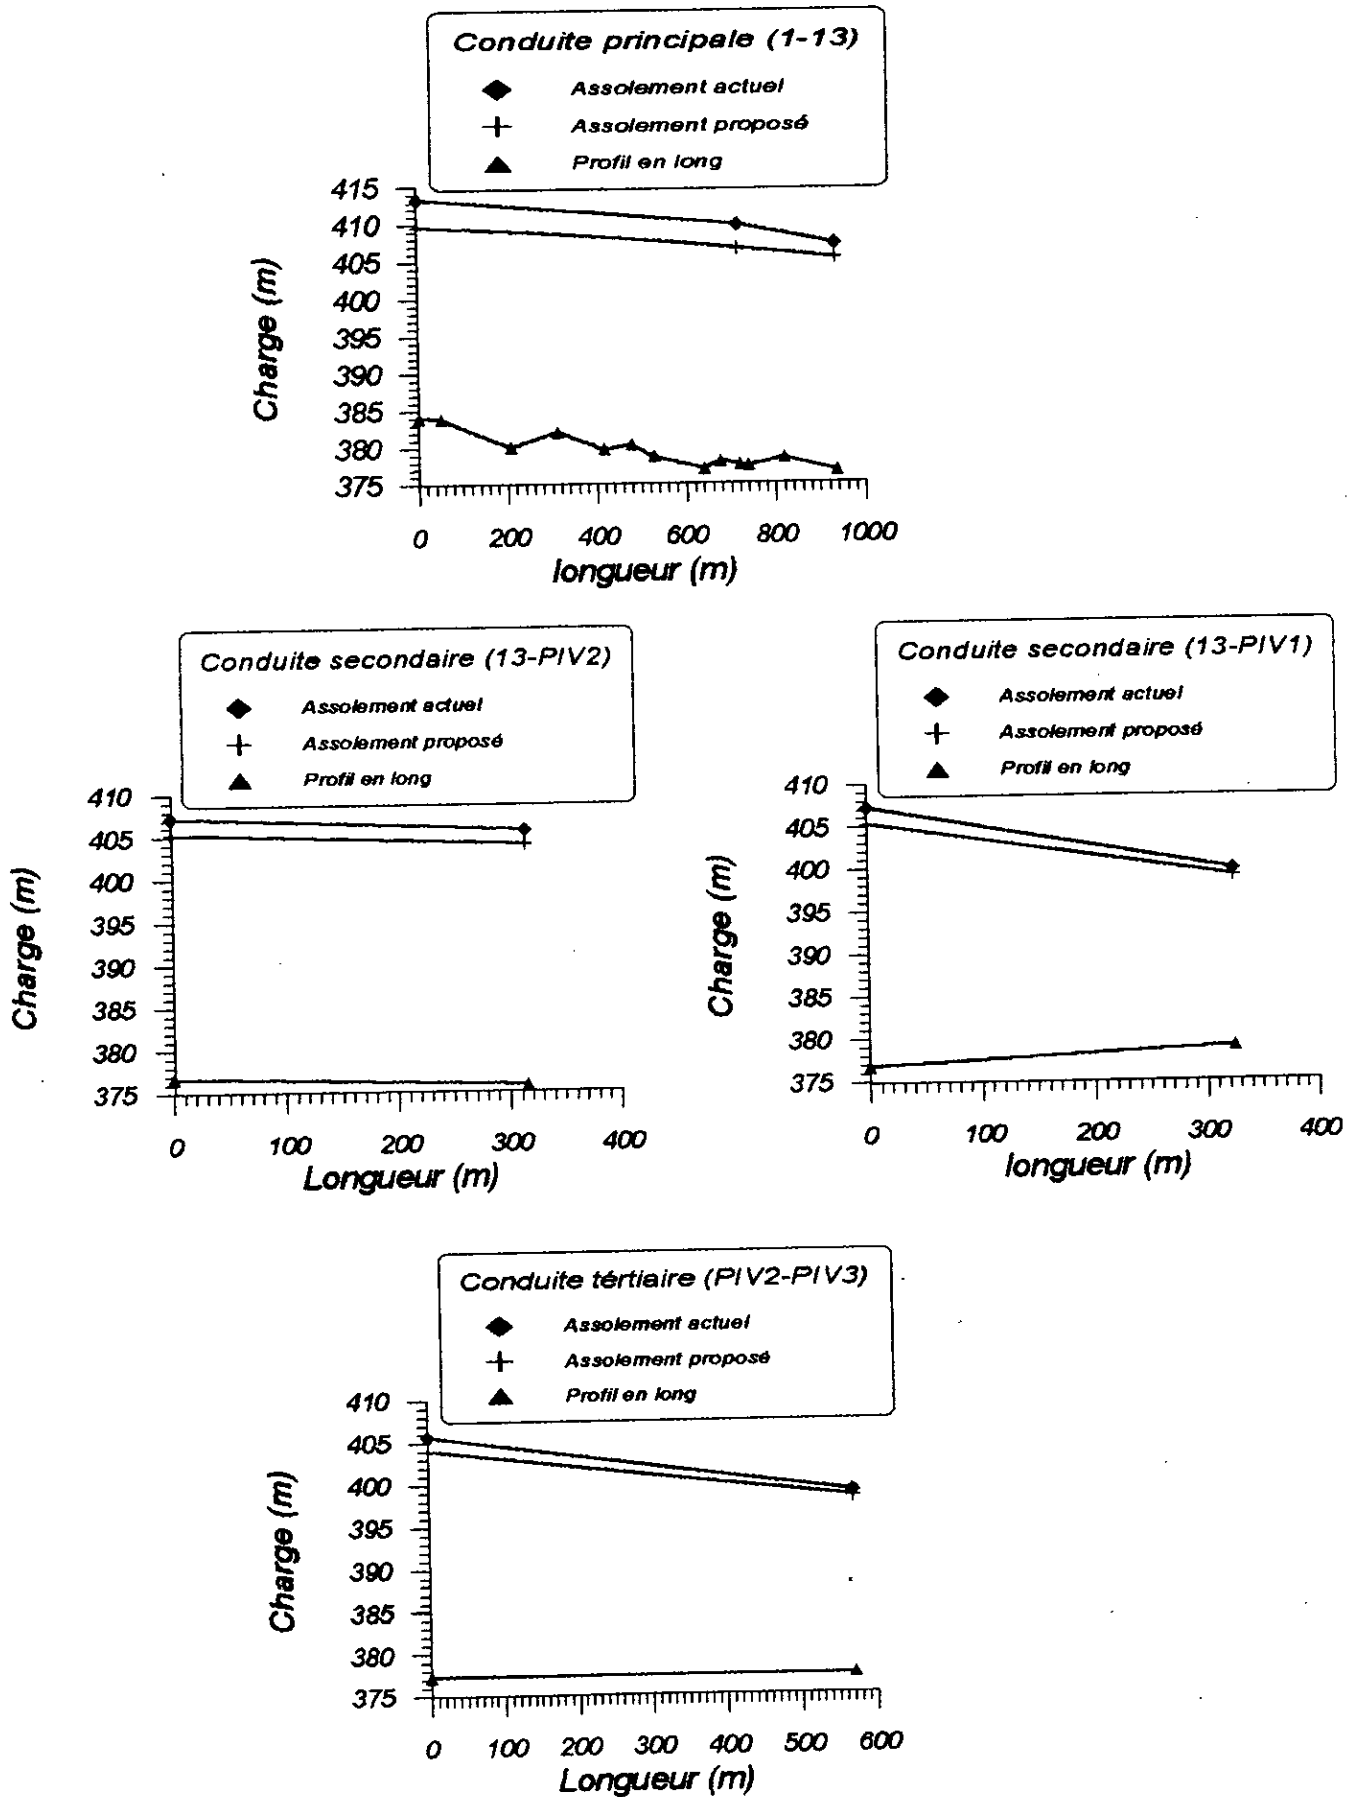 Conduite principale (1-13)
Assolement actuel
Assolement proposé
Profil en long
415
410
405
400
395
390
385
380
375
Charge (m)
0 200 400 600 800 1000
longueur (m)
Conduite secondaire (13-PIV2)
Assolement actuel
Assolement proposé
Profil en long
410
405
400
395
390
385
380
375
Charge (m)
0 100 200 300 400
Longueur (m)
Conduite secondaire (13-PIV1)
Assolement actuel
Assolement proposé
Profil en long
410
405
400
395
390
385
380
375
Charge (m)
0 100 200 300 400
longueur (m)
Conduite tértiaire (PIV2-PIV3)
Assolement actuel
Assolement proposé
Profil en long
410
405
400
395
390
385
380
375
Charge (m)
0 100 200 300 400 500 600
Longueur (m)